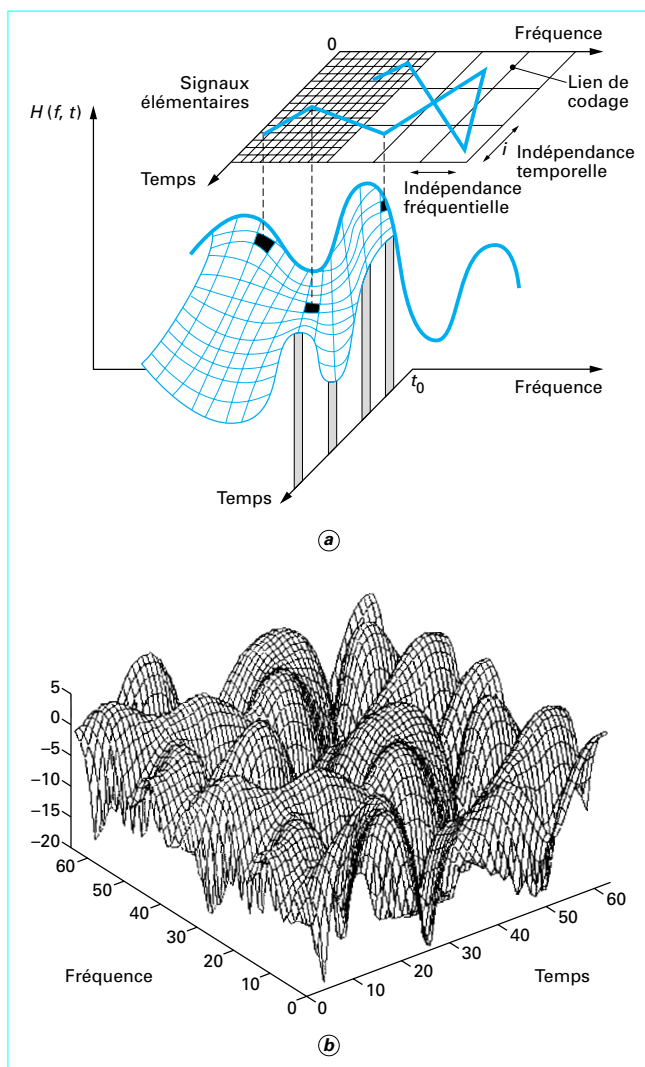 Fréquence
0
Signaux
élémentaires
Lien de
codage
H (f, t)
i
Indépendance
temporelle
Temps
Indépendance
fréquentielle
t0
Fréquence
Temps
a
5
0
–5
–10
–15
–20
60
50
40
30
20
10
0
0
10
20
30
40
50
60
Fréquence
Temps
b